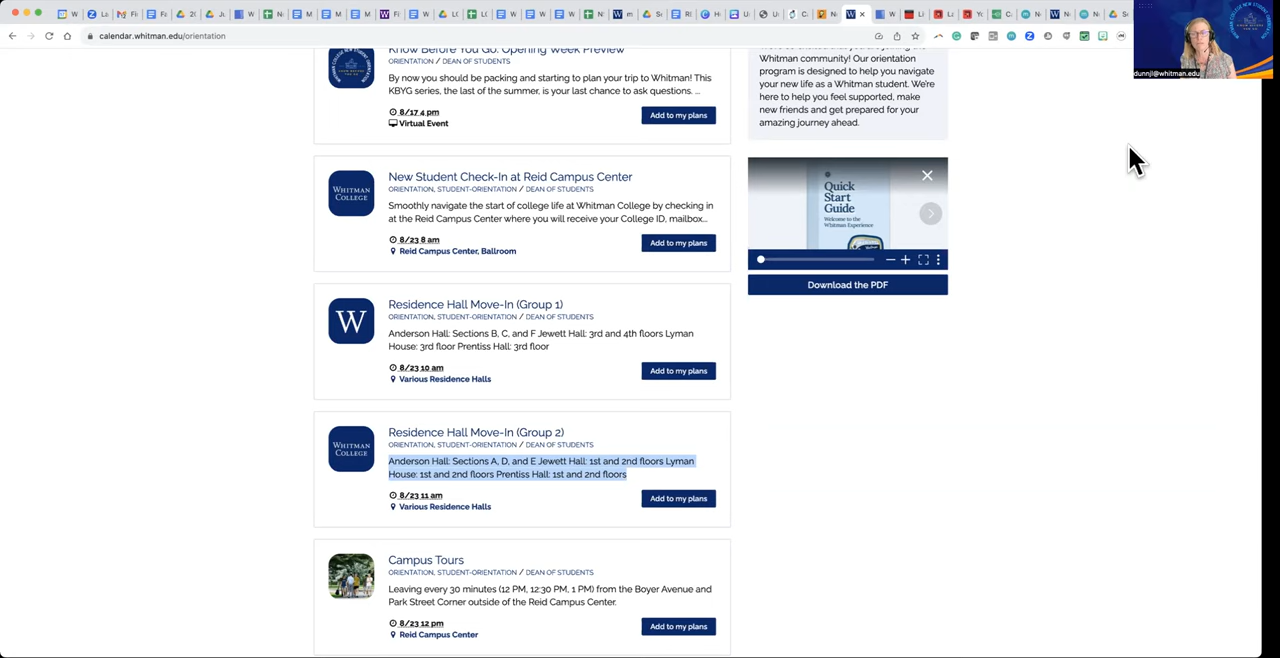 calendar.whitman.edu/orientation
dunnjl@whitman.edu
Know Before You Go: Opening Week Preview
ORIENTATION / DEAN OF STUDENTS
By now you should be packing and starting to plan your trip to Whitman! This
KBYG series, the last of the summer, is your last chance to ask questions. ...
8/17 4 pm
Virtual Event
Add to my plans
WHITMAN
COLLEGE
New Student Check-In at Reid Campus Center
ORIENTATION, STUDENT-ORIENTATION / DEAN OF STUDENTS
Smoothly navigate the start of college life at Whitman College by checking in
at the Reid Campus Center where you will receive your College ID, mailbox...
8/23 8 am
Reid Campus Center, Ballroom
Add to my plans
W
Residence Hall Move-In (Group 1)
ORIENTATION, STUDENT-ORIENTATION / DEAN OF STUDENTS
Anderson Hall: Sections B, C, and F Jewett Hall: 3rd and 4th floors Lyman
House: 3rd floor Prentiss Hall: 3rd floor
8/23 10 am
Various Residence Halls
Add to my plans
WHITMAN
COLLEGE
Residence Hall Move-In (Group 2)
ORIENTATION, STUDENT-ORIENTATION / DEAN OF STUDENTS
Anderson Hall: Sections A, D, and E Jewett Hall: 1st and 2nd floors Lyman
House: 1st and 2nd floors Prentiss Hall: 1st and 2nd floors
8/23 11 am
Various Residence Halls
Add to my plans
Campus Tours
ORIENTATION, STUDENT-ORIENTATION / DEAN OF STUDENTS
Leaving every 30 minutes (12 PM, 12:30 PM, 1 PM) from the Boyer Avenue and
Park Street Corner outside of the Reid Campus Center.
8/23 12 pm
Reid Campus Center
Add to my plans
Whitman community! Our orientation
program is designed to help you navigate
your new life as a Whitman student. We're
here to help you feel supported, make
new friends and get prepared for your
amazing journey ahead.
Quick
Start
Guide
Welcome to the
Whitman Experience
Download the PDF